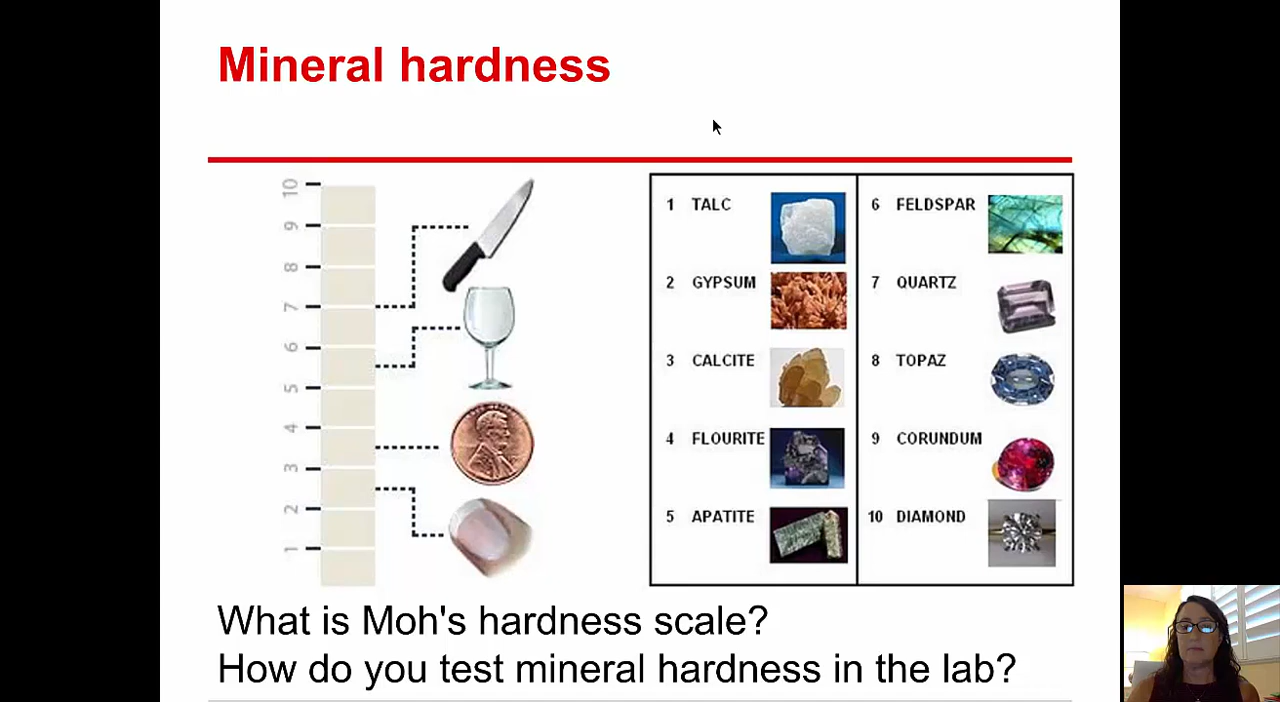 Mineral hardness
10
9
8
7
6
5
4
3
2
1
1 TALC
2 GYPSUM
3 CALCITE
4 FLOURITE
5 APATITE
6 FELDSPAR
7 QUARTZ
8 TOPAZ
9 CORUNDUM
10 DIAMOND
What is Moh's hardness scale?
How do you test mineral hardness in the lab?